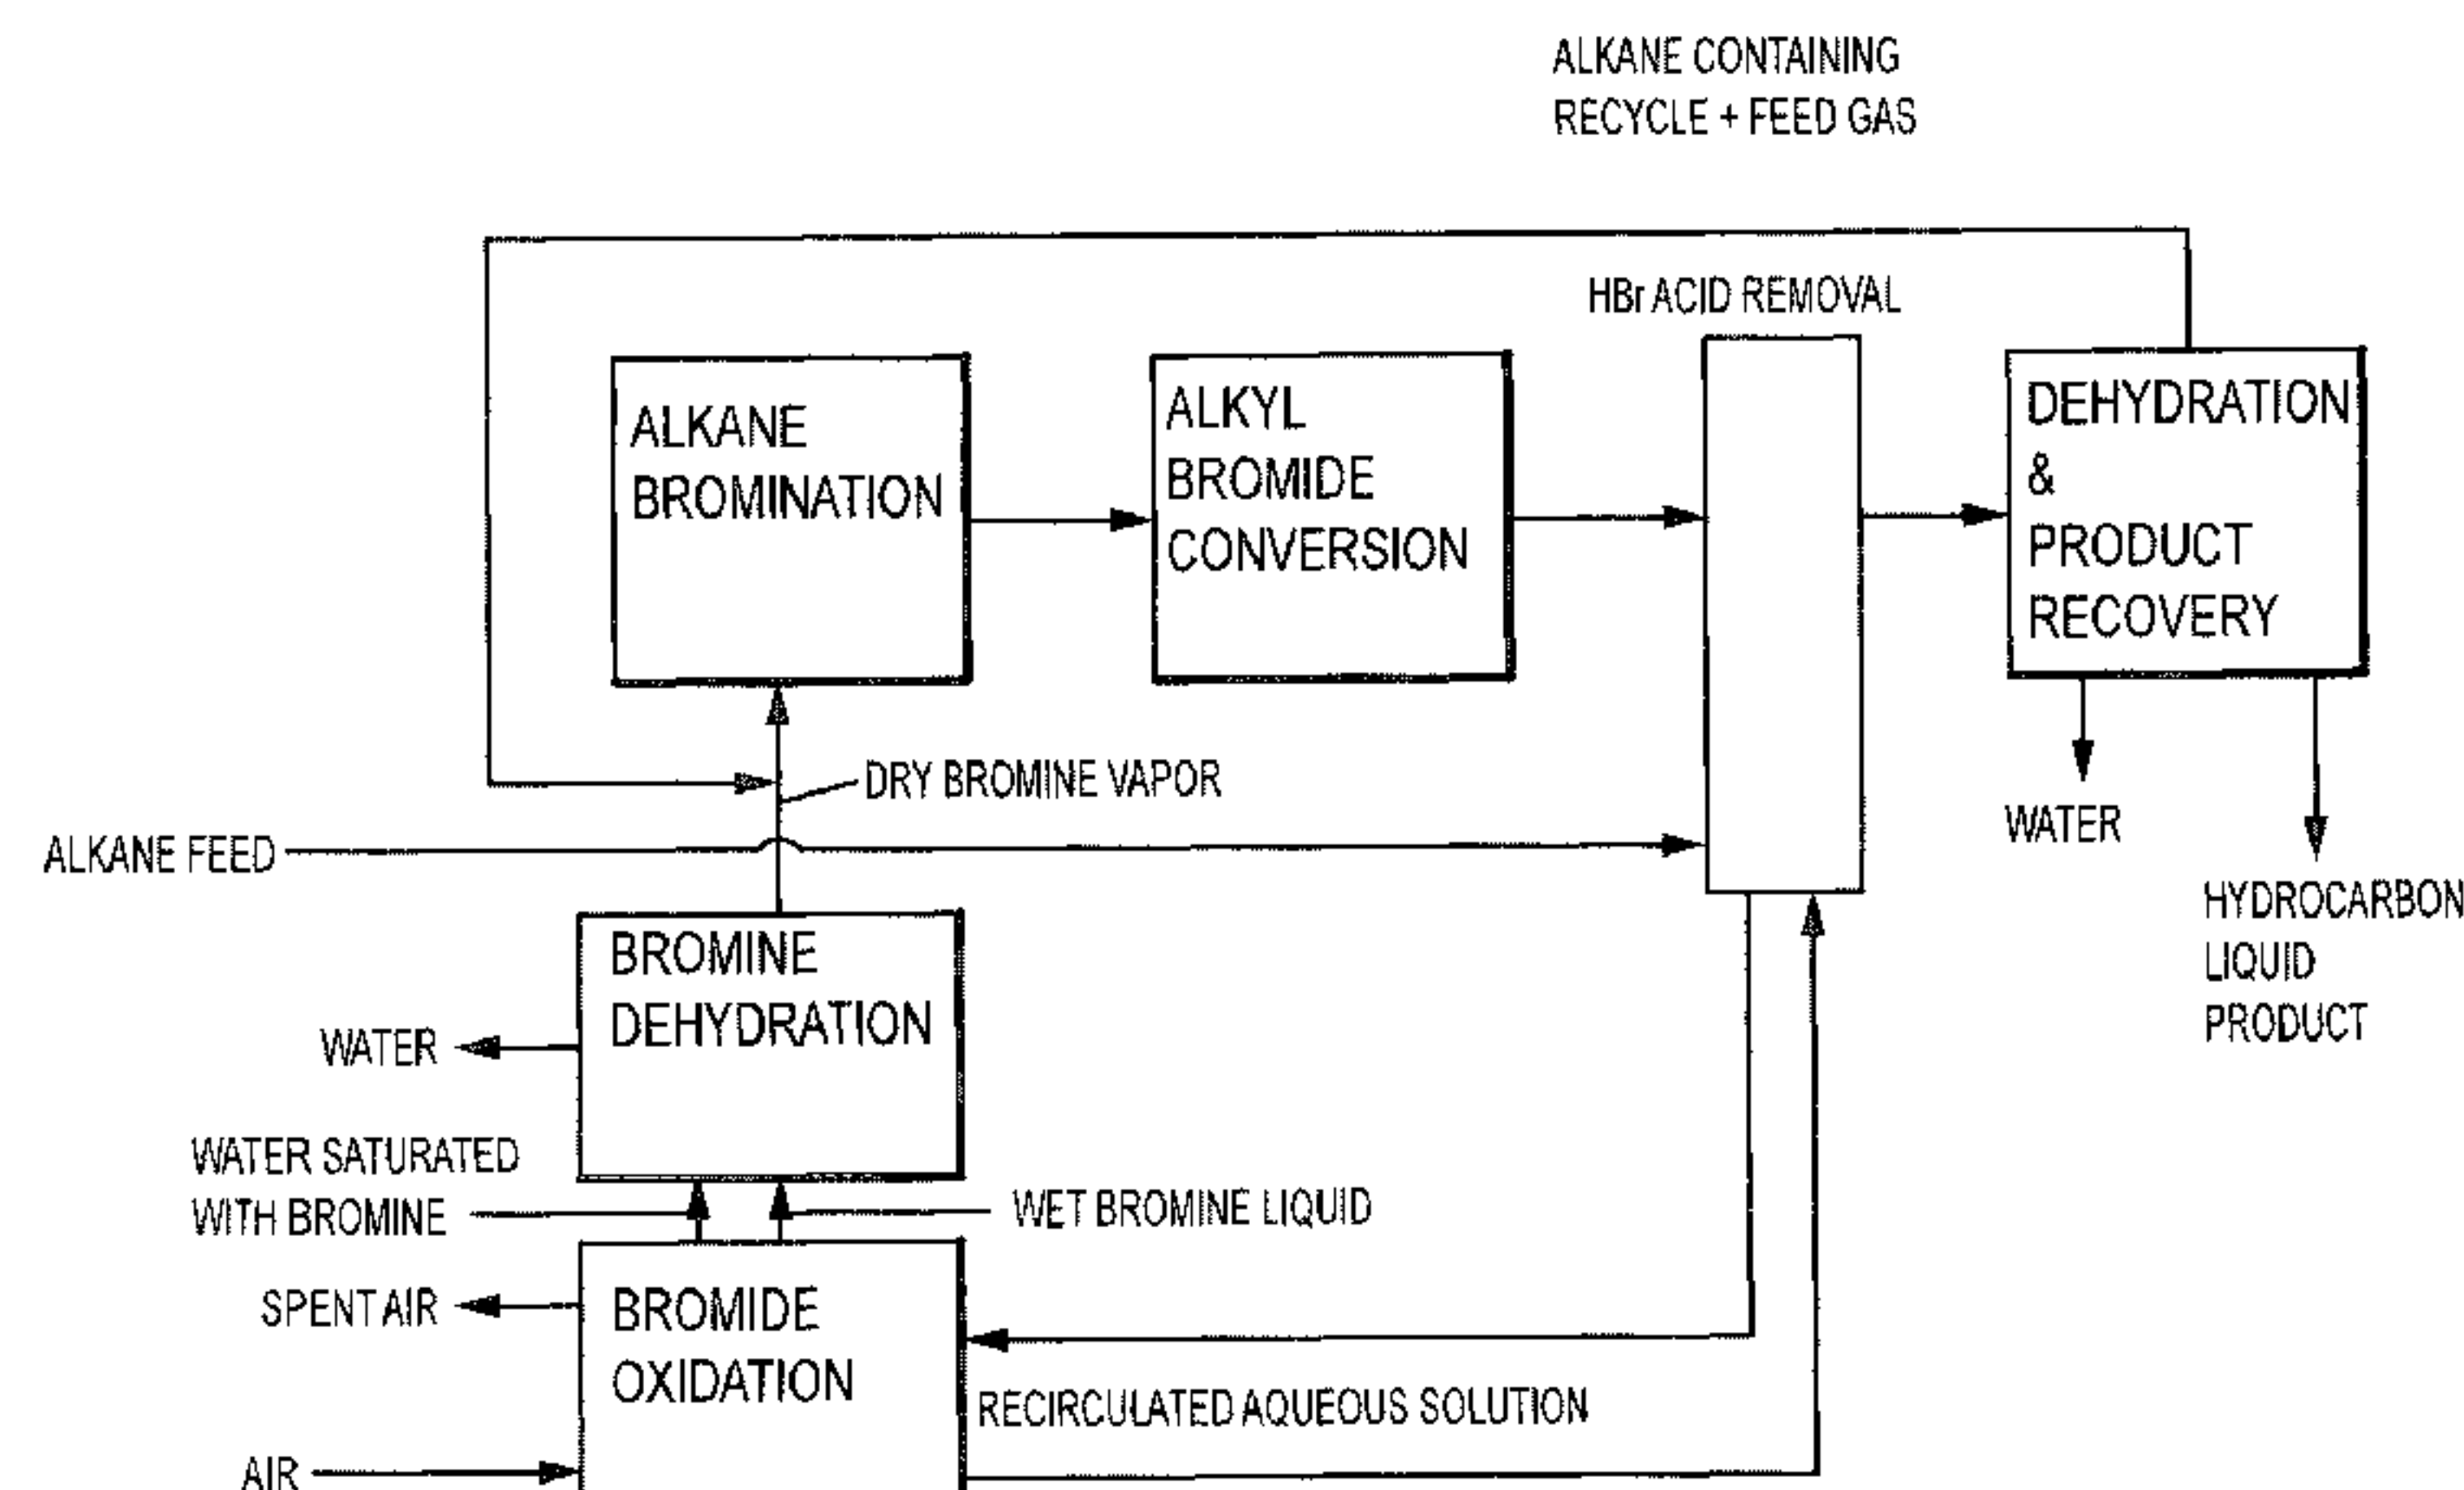 ALKANE CONTAINING
RECYCLE + FEED GAS
HBr ACID REMOVAL
ALKANE
BROMINATION
ALKYL
BROMIDE
CONVERSION
DEHYDRATION
&
PRODUCT
RECOVERY
DRY BROMINE VAPOR
WATER
ALKANE FEED
HYDROCARBON
LIQUID
PRODUCT
BROMINE
DEHYDRATION
WATER
WATER SATURATED
WITH BROMINE
WET BROMINE LIQUID
SPENT AIR
BROMIDE
OXIDATION
RECIRCULATED AQUEOUS SOLUTION
AIR